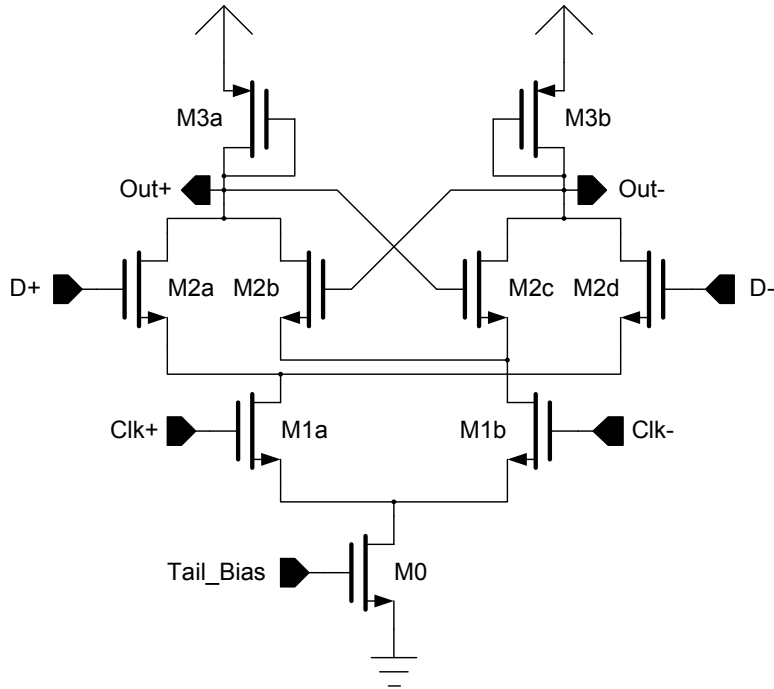 M3a
M3b
Out+
Out-
D+
M2a
M2b
M2c
M2d
D-
Clk+
M1a
M1b
Clk-
Tail_Bias
M0